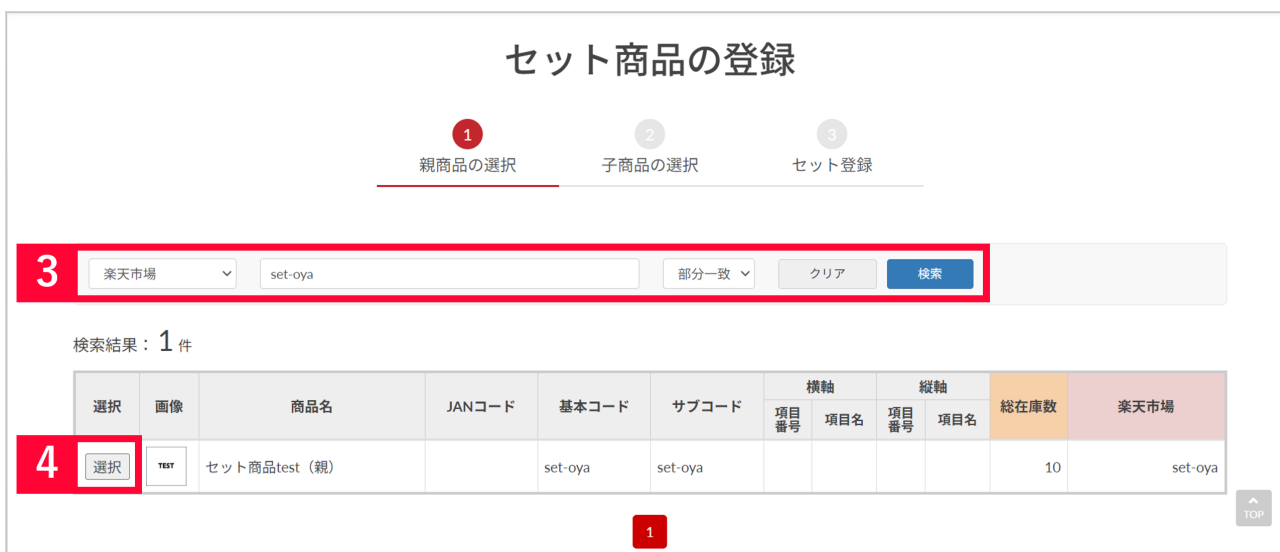 セット商品の登録
1 2 3
親商品の選択 子商品の選択 セット登録
3 楽天市場 set-oya 部分一致 クリア 検索
検索結果： 1 件
選択 画像 商品名 JANコード 基本コード サブコード 横軸 縦軸 総在庫数 楽天市場
項目番号 項目名 項目番号 項目名
4 選択 TEST セット商品test（親） set-oya set-oya 10 set-oya
TOP
1